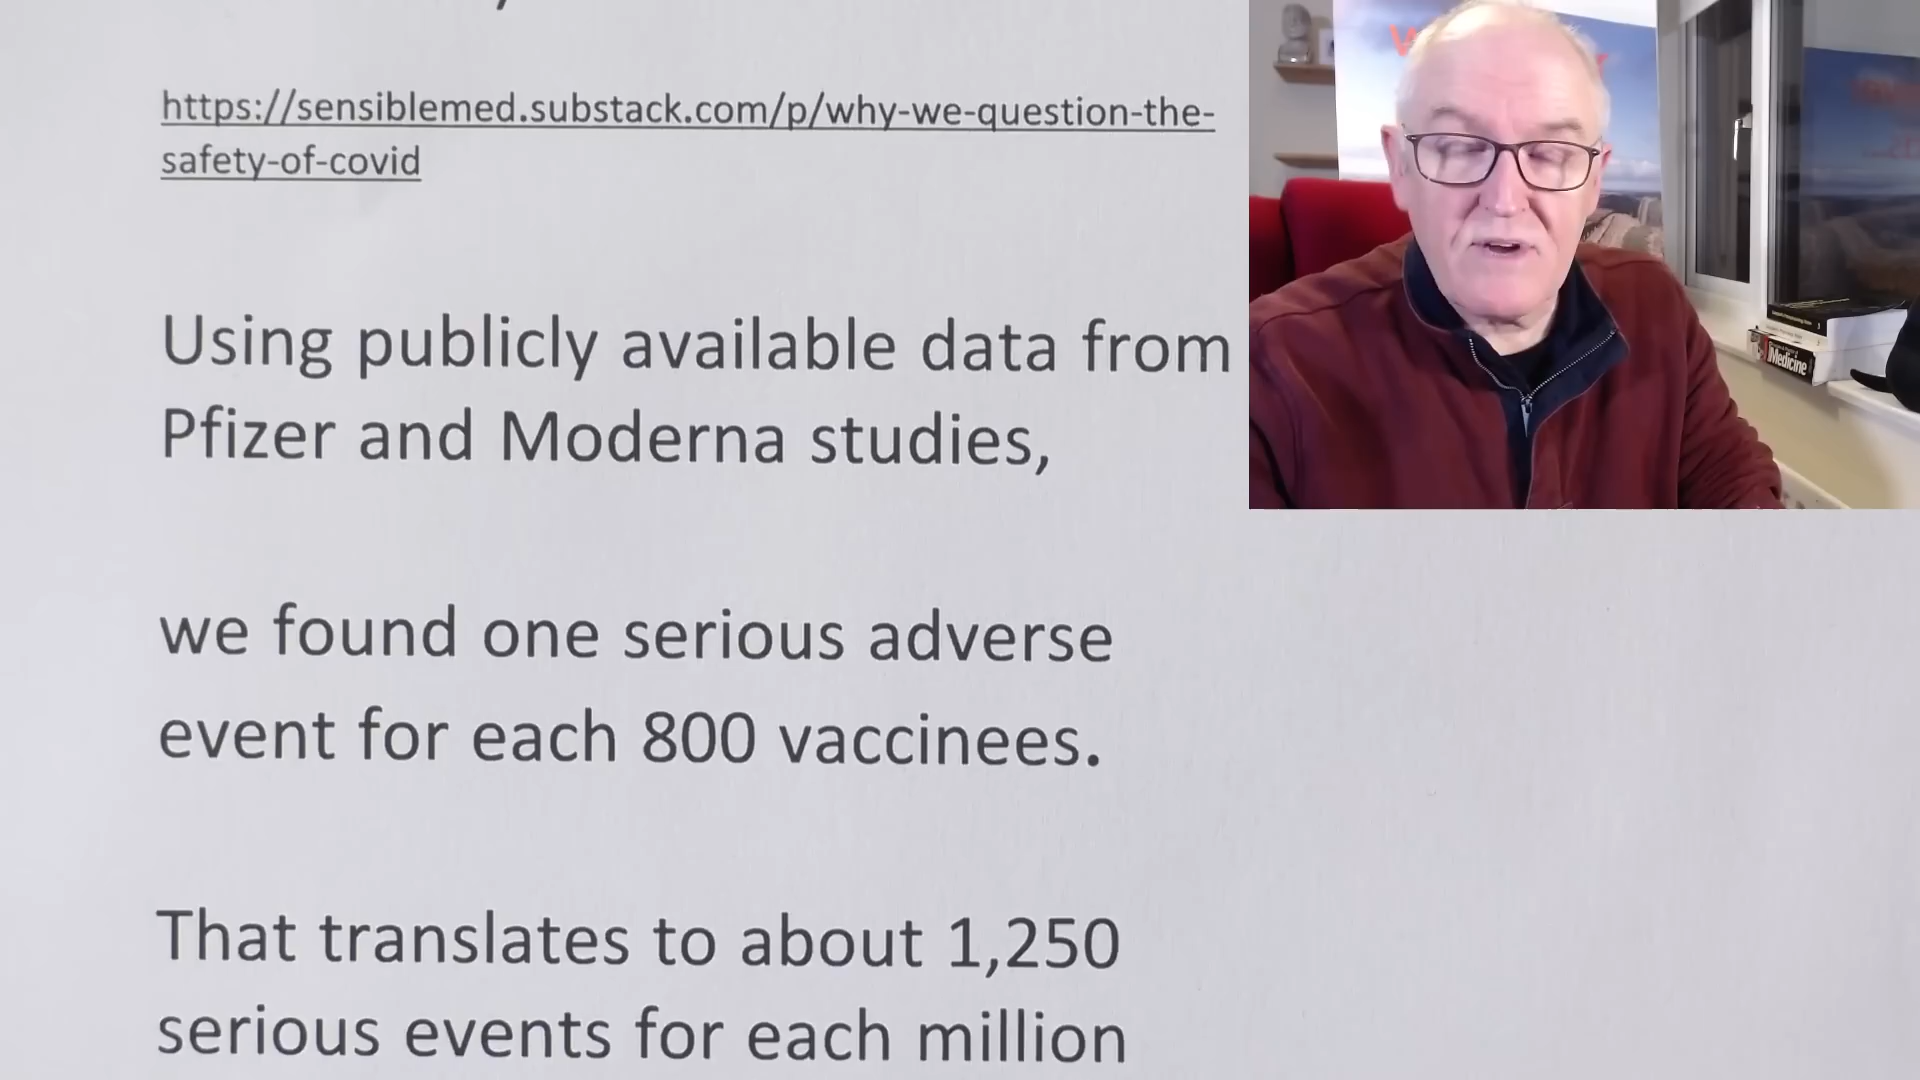 https://sensiblemed.substack.com/p/why-we-question-the-
safety-of-covid
Using publicly available data from
Pfizer and Moderna studies,
we found one serious adverse
event for each 800 vaccinees.
That translates to about 1,250
serious events for each million
Medicine